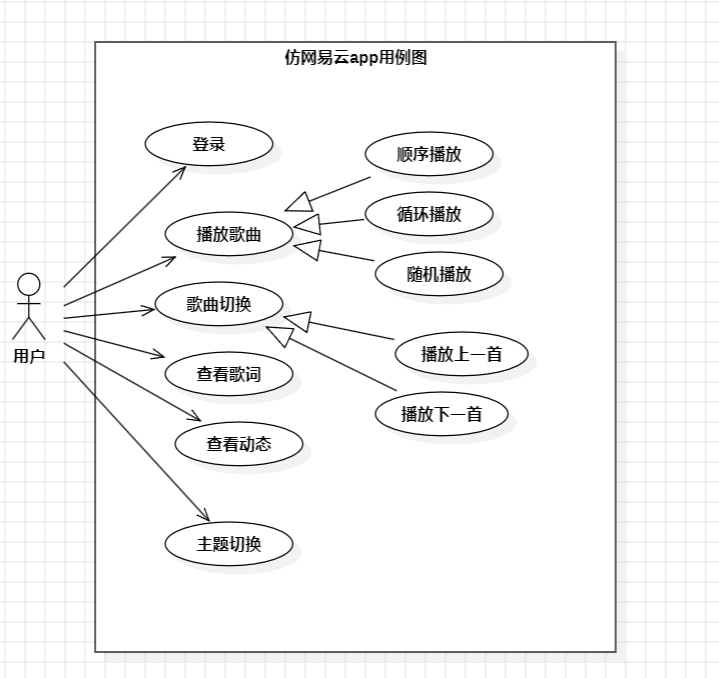 仿网易云app用例图
登录
顺序播放
循环播放
播放歌曲
随机播放
歌曲切换
用户
播放上一首
查看歌词
播放下一首
查看动态
主题切换